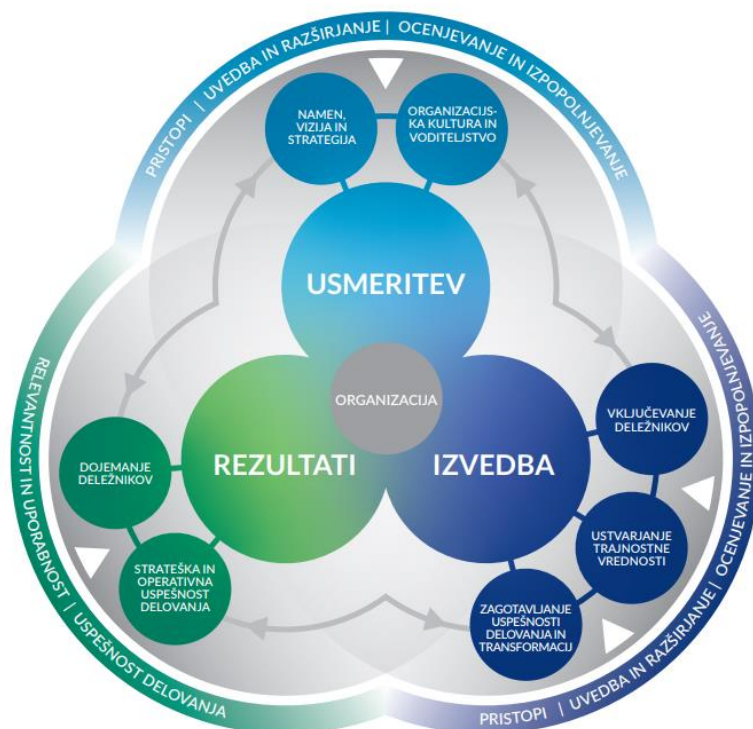 PRISTOPI | UVEDBA IN RAZŠIRJANJE | OCENJEVANJE IN IZPOPOLNJEVANJE
NAMEN,
VIZIJA IN
STRATEGIJA
ORGANIZACIJS-
KA KULTURA IN
VODITELJSTVO
USMERITEV
ORGANIZACIJA
REZULTATI
IZVEDBA
VKLJUČEVANJE
DELEŽNIKOV
USTVARJANJE
TRAJNOSTNE
VREDNOSTI
ZAGOTAVLJANJE
USPEŠNOSTI
DELOVANJA IN
TRANSFORMACIJ
DOJEMANJE
DELEŽNIKOV
STRATEŠKA IN
OPERATIVNA
USPEŠNOST
DELOVANJA
RELEVANTNOST IN UPORABNOST | USPEŠNOST DELOVANJA
PRISTOPI | UVEDBA IN RAZŠIRJANJE | OCENJEVANJE IN IZPOPOLNJEVANJE